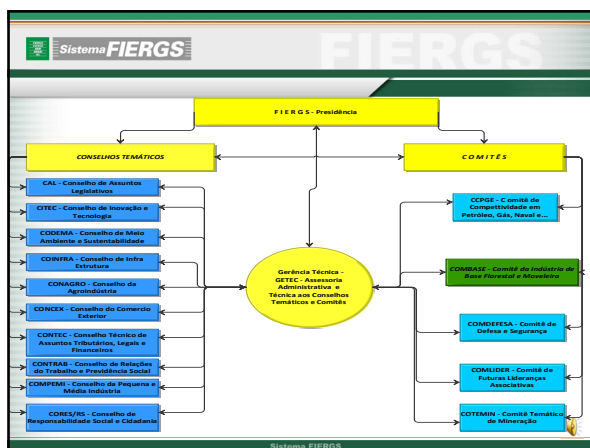 Sistema FIERGS
FIERGS
F I E R G S - Presidência
CONSELHOS TEMÁTICOS
C O M I T Ê S
CAL - Conselho de Assuntos
Legislativos
CITEC - Conselho de Inovação e
Tecnologia
CODEMA - Conselho de Meio
Ambiente e Sustentabilidade
COINFRA - Conselho de Infra
Estrutura
CONAGRO - Conselho da
Agroindústria
CONCEX - Conselho do Comercio
Exterior
CONTEC - Conselho Técnico de
Assuntos Tributários, Legais e
Financeiros
CONTRAB - Conselho de Relações
do Trabalho e Previdência Social
COMPEMI - Conselho da Pequena e
Média Indústria
CORES/RS - Conselho de
Responsabilidade Social e Cidadania
Gerência Técnica -
GETEC - Assessoria
Administrativa e
Técnica aos Conselhos
Temáticos e Comitês
CCPGE - C omitê de
Competitividade em
Petróleo, Gás, Naval e...
COMBASE - Comitê da Indústria de
Base Florestal e Moveleiro
COMDEFESA - Comitê de
Defesa e Segurança
COMLIDER - Comitê de
Futuras Lideranças
Associativas
COTEMIN - Comitê Temático
de Mineração
Sistema FIERGS